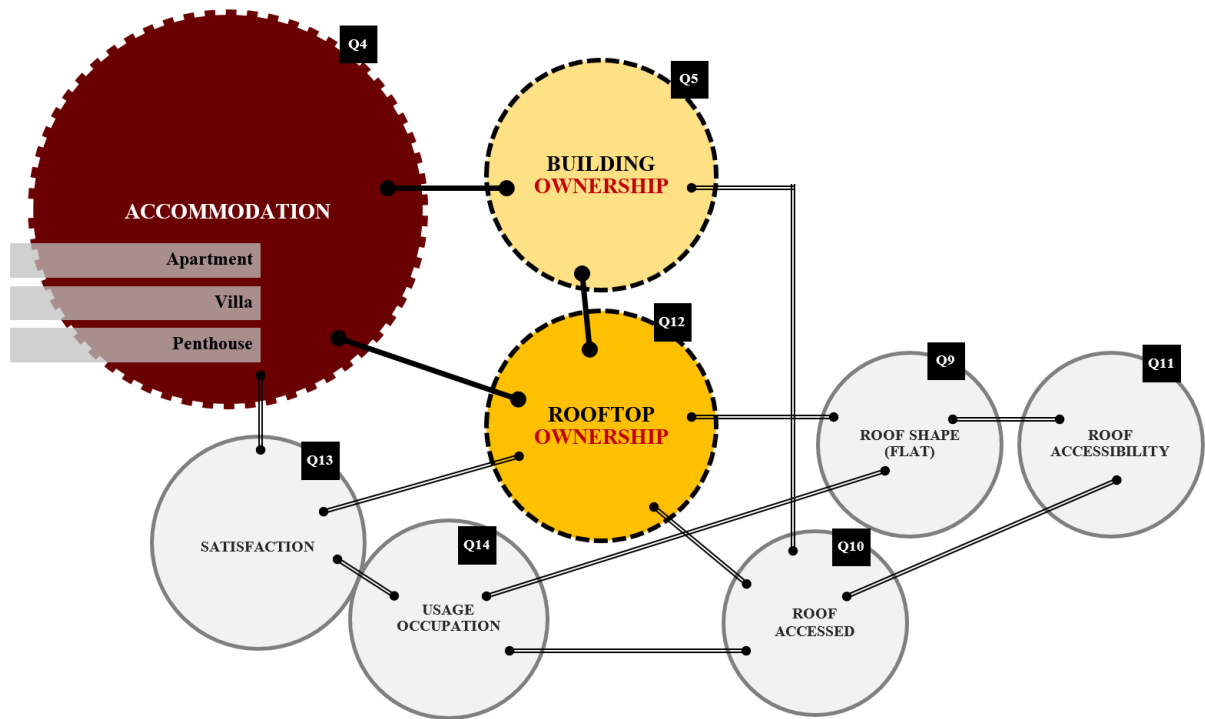 Q4
ACCOMMODATION
Apartment
Villa
Penthouse
Q5
BUILDING
OWNERSHIP
Q12
ROOFTOP
OWNERSHIP
Q9
ROOF SHAPE
(FLAT)
Q11
ROOF
ACCESSIBILITY
Q13
SATISFACTION
Q14
USAGE
OCCUPATION
Q10
ROOF
ACCESSED